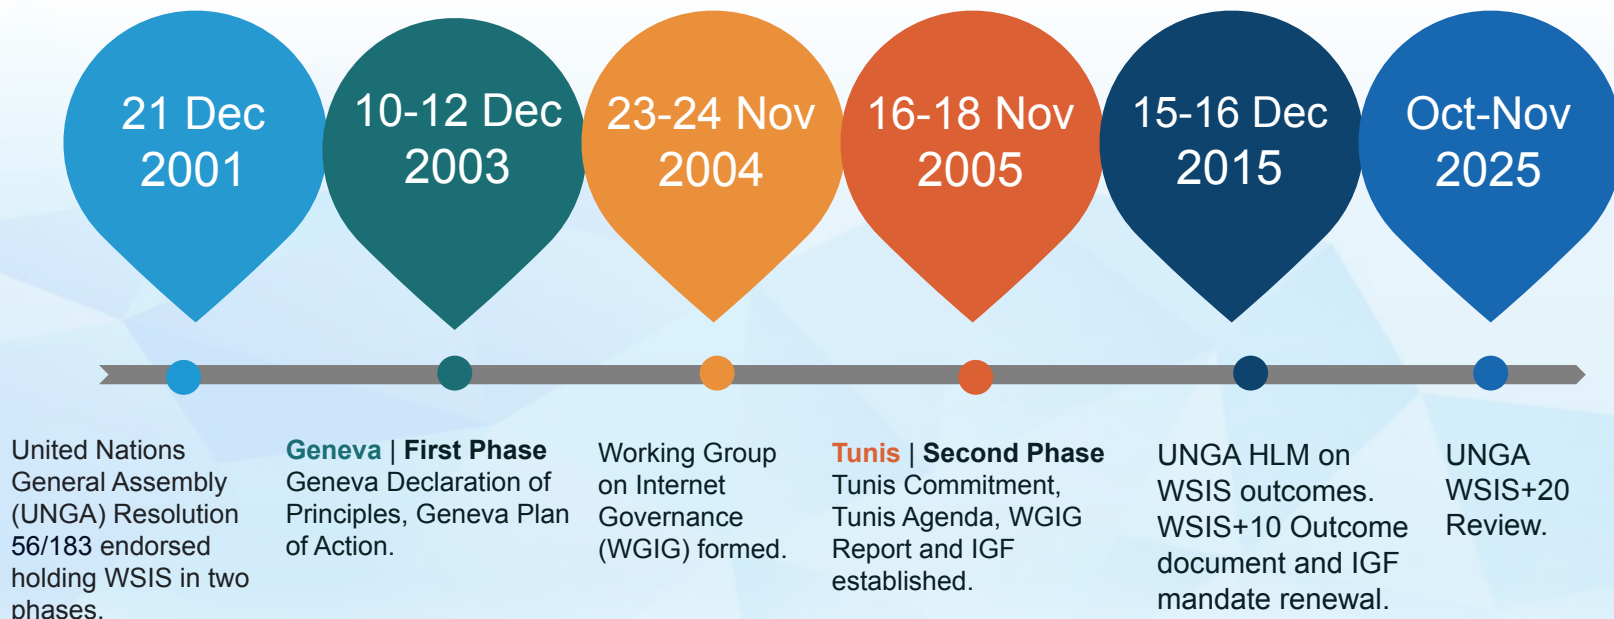 21 Dec
2001
10-12 Dec
2003
23-24 Nov
2004
16-18 Nov
2005
15-16 Dec
2015
Oct-Nov
2025
United Nations
General Assembly
(UNGA) Resolution
56/183 endorsed
holding WSIS in two
phases.
Geneva | First Phase
Geneva Declaration of
Principles, Geneva Plan
of Action.
Working Group
on Internet
Governance
(WGIG) formed.
Tunis | Second Phase
Tunis Commitment,
Tunis Agenda, WGIG
Report and IGF
established.
UNGA HLM on
WSIS outcomes.
WSIS+10 Outcome
document and IGF
mandate renewal.
UNGA
WSIS+20
Review.